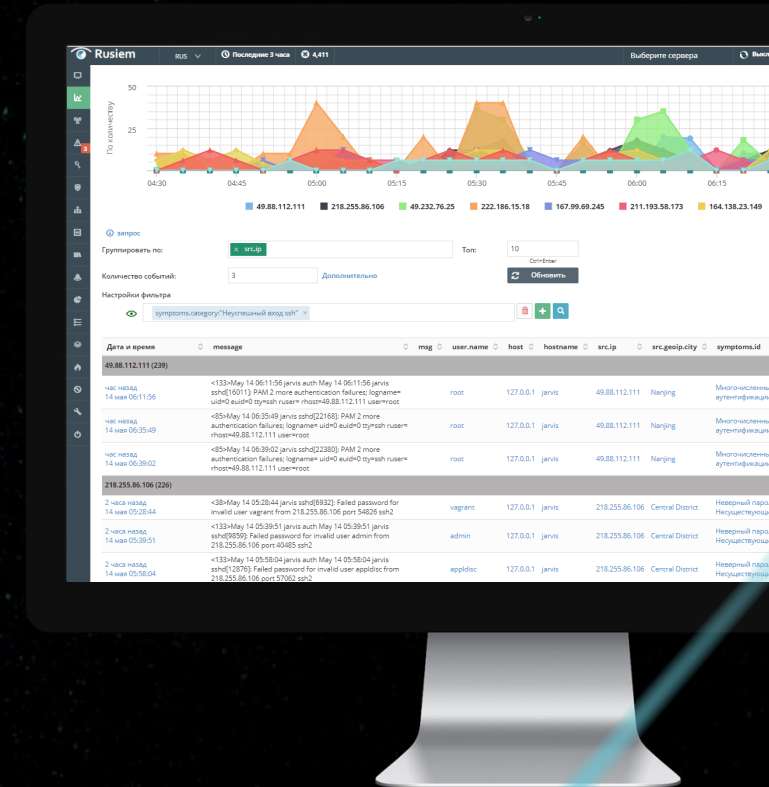 Rusiem RUS Последние 3 часа 4,411 Выберите сервера
50
По количеству
25
04:30 04:45 05:00 05:15 05:30 05:45 06:00 06:15
49.88.112.111 218.255.86.106 49.232.76.25 222.186.15.18 167.99.69.245 211.193.58.173 164.138.23.149
3
запрос
Группировать по: × src.ip Топ: 10
Ctrl+Enter
Количество событий: 3 Дополнительно Обновить
Настройки фильтра
symptoms.category:"Неуспешный вход ssh" ×
Дата и время message msg user.name host hostname src.ip src.geoip.city symptoms.id
49.88.112.111 (239)
час назад
14 мая 06:11:56
<133>May 14 06:11:56 jarvis auth May 14 06:11:56 jarvis
sshd[16011]: PAM 2 more authentication failures; logname=
uid=0 euid=0 tty=ssh ruser= rhost=49.88.112.111 user=root
root 127.0.0.1 jarvis 49.88.112.111 Nanjing
час назад
14 мая 06:35:49
<85>May 14 06:35:49 jarvis sshd[22168]: PAM 2 more
authentication failures; logname= uid=0 euid=0 tty=ssh ruser=
rhost=49.88.112.111 user=root
root 127.0.0.1 jarvis 49.88.112.111 Nanjing
час назад
14 мая 06:39:02
<85>May 14 06:39:02 jarvis sshd[22380]: PAM 2 more
authentication failures; logname= uid=0 euid=0 tty=ssh ruser=
rhost=49.88.112.111 user=root
root 127.0.0.1 jarvis 49.88.112.111 Nanjing
218.255.86.106 (226)
2 часа назад
14 мая 05:28:44
<38>May 14 05:28:44 jarvis sshd[6932]: Failed password for
invalid user vagrant from 218.255.86.106 port 54826 ssh2
vagrant 127.0.0.1 jarvis 218.255.86.106 Central District Неверный
2 часа назад
14 мая 05:39:51
<133>May 14 05:39:51 jarvis auth May 14 05:39:51 jarvis
sshd[9859]: Failed password for invalid user admin from
218.255.86.106 port 40485 ssh2
admin 127.0.0.1 jarvis 218.255.86.106 Central District Неверный
2 часа назад
14 мая 05:58:04
<133>May 14 05:58:04 jarvis auth May 14 05:58:04 jarvis
sshd[12876]: Failed password for invalid user appldisc from
218.255.86.106 port 57062 ssh2
appldisc 127.0.0.1 jarvis 218.255.86.106 Central District Неверный